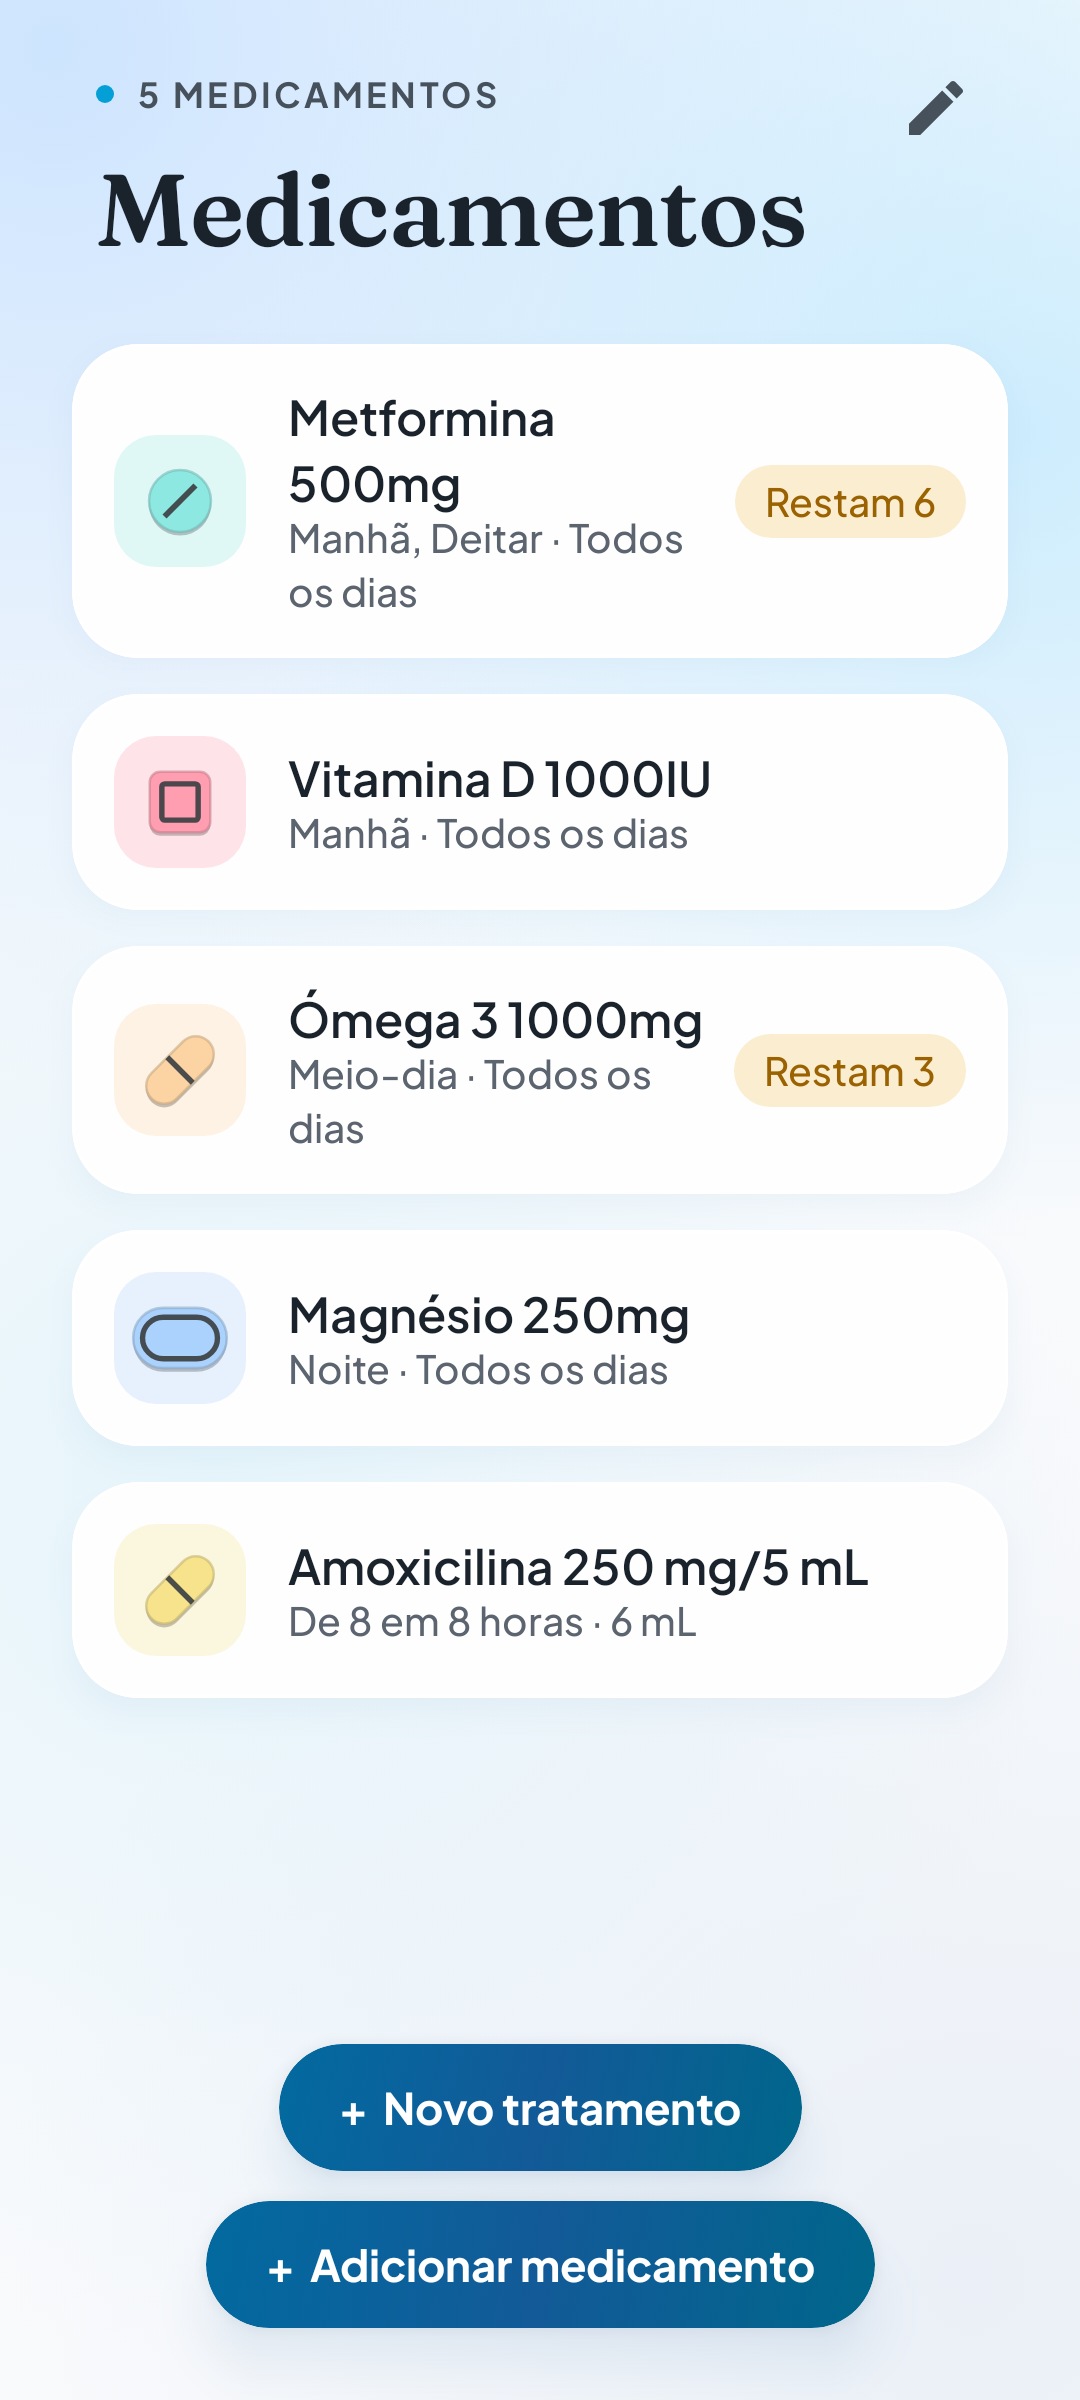 5 MEDICAMENTOS
Medicamentos
Metformina
500mg
Manhã, Deitar · Todos
os dias
Restam 6
Vitamina D 1000IU
Manhã · Todos os dias
Ómega 3 1000mg
Meio-dia · Todos os
dias
Restam 3
Magnésio 250mg
Noite · Todos os dias
Amoxicilina 250 mg/5 mL
De 8 em 8 horas · 6 mL
+ Novo tratamento
+ Adicionar medicamento